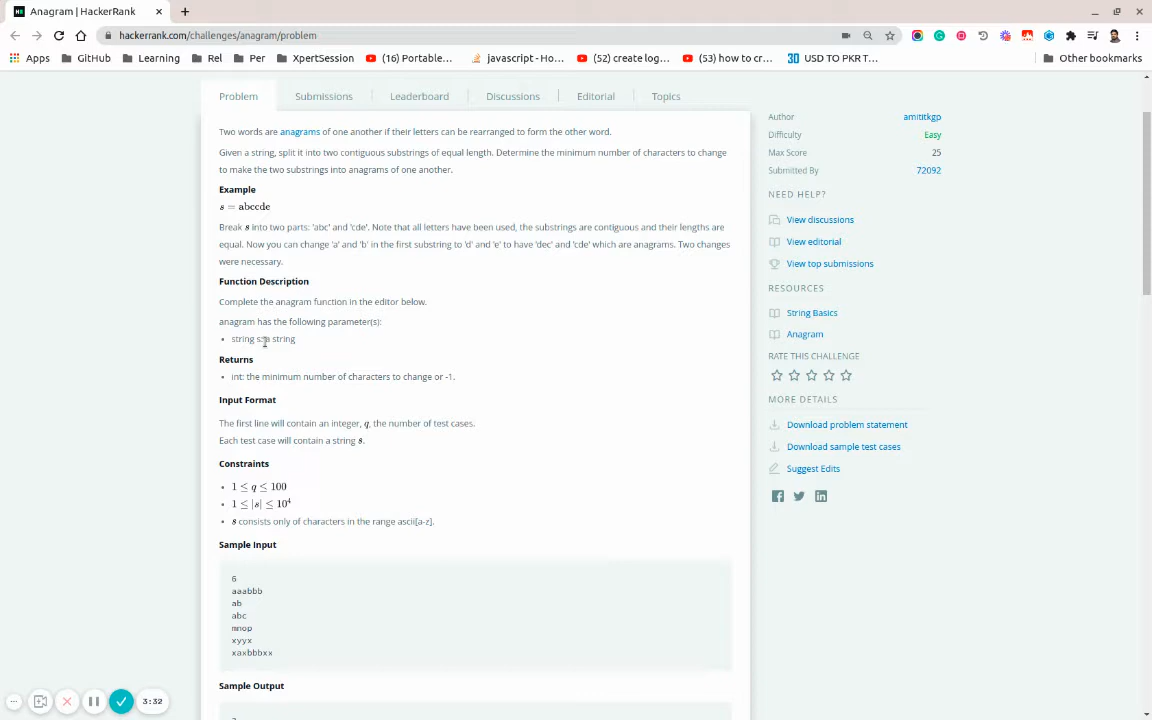 Anagram | HackerRank
hackerrank.com/challenges/anagram/problem
Apps GitHub Learning Rel Per XpertSession (16) Portable... javascript - Ho... (52) create log... (53) how to cr... USD TO PKR T... Other bookmarks
Problem Submissions Leaderboard Discussions Editorial Topics
Two words are anagrams of one another if their letters can be rearranged to form the other word.
Given a string, split it into two contiguous substrings of equal length. Determine the minimum number of characters to change
to make the two substrings into anagrams of one another.
Example
s = abccde
Break s into two parts: 'abc' and 'cde'. Note that all letters have been used, the substrings are contiguous and their lengths are
equal. Now you can change 'a' and 'b' in the first substring to 'd' and 'e' to have 'dec' and 'cde' which are anagrams. Two changes
were necessary.
Function Description
Complete the anagram function in the editor below.
anagram has the following parameter(s):
string s: a string
Returns
int: the minimum number of characters to change or -1.
Input Format
The first line will contain an integer, q, the number of test cases.
Each test case will contain a string s.
Constraints
1 ≤ q ≤ 100
1 ≤ |s| ≤ 10⁴
s consists only of characters in the range ascii[a-z].
Sample Input
6
aaabbb
ab
abc
mnop
xyyx
xaxbbbxx
Sample Output
Author amititkgp
Difficulty Easy
Max Score 25
Submitted By 72092
NEED HELP?
View discussions
View editorial
View top submissions
RESOURCES
String Basics
Anagram
RATE THIS CHALLENGE
MORE DETAILS
Download problem statement
Download sample test cases
Suggest Edits
3:32